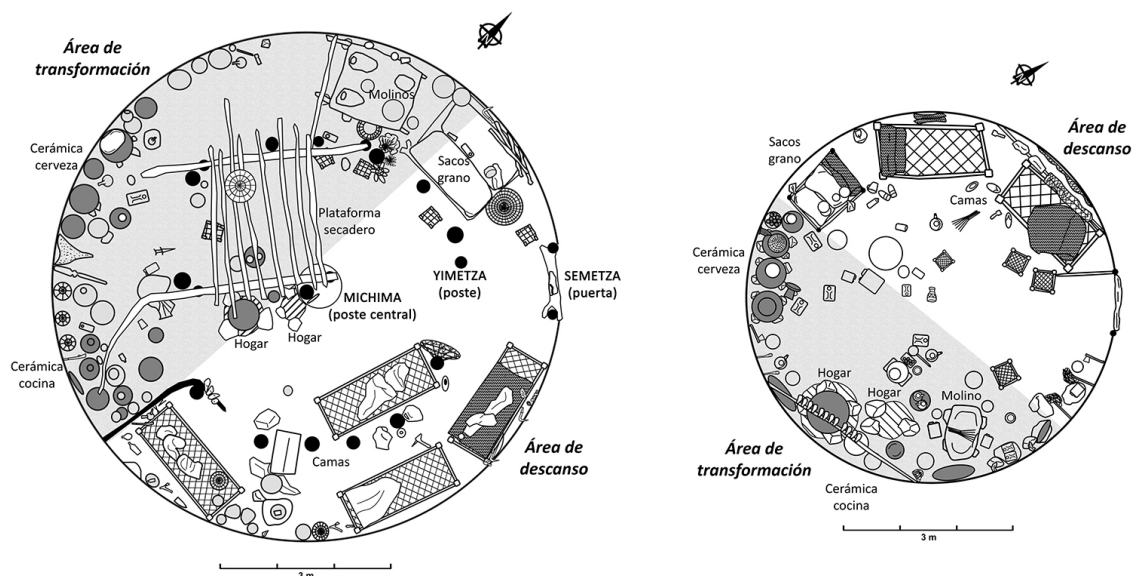 Área de
transformación
Molinos
Cerámica
cerveza
Sacos
grano
Plataforma
secadero
YIMETZA
(poste)
SEMETZA
(puerta)
MICHIMA
(poste central)
Hogar
Hogar
Cerámica
cocina
Camas
Área de
descanso
Sacos
grano
Área de
descanso
Camas
Cerámica
cerveza
Hogar
Hogar
Molino
Área de
transformación
Cerámica
cocina
3 m